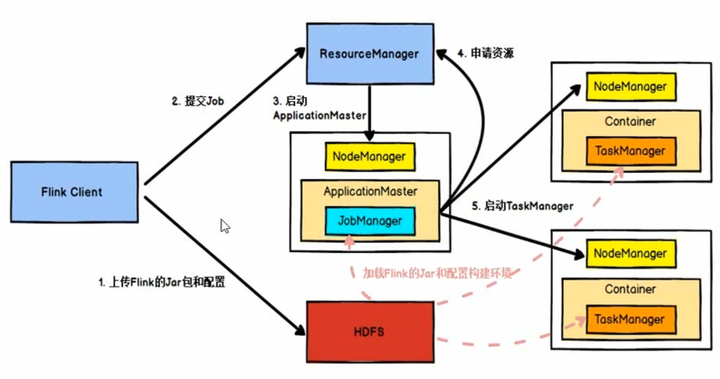 ResourceManager
4. 申请资源
2. 提交Job
3. 启动
ApplicationMaster
NodeManager
Container
TaskManager
NodeManager
Flink Client
ApplicationMaster
JobManager
5. 启动TaskManager
加载Flink的Jar和配置构建环境
NodeManager
Container
TaskManager
1. 上传Flink的Jar包和配置
HDFS